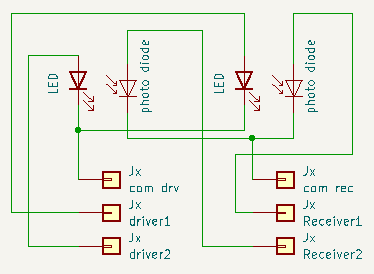 LED
photo diode
LED
photo diode
Jx
com drv
Jx
driver1
Jx
driver2
Jx
com rec
Jx
Receiver1
Jx
Receiver2